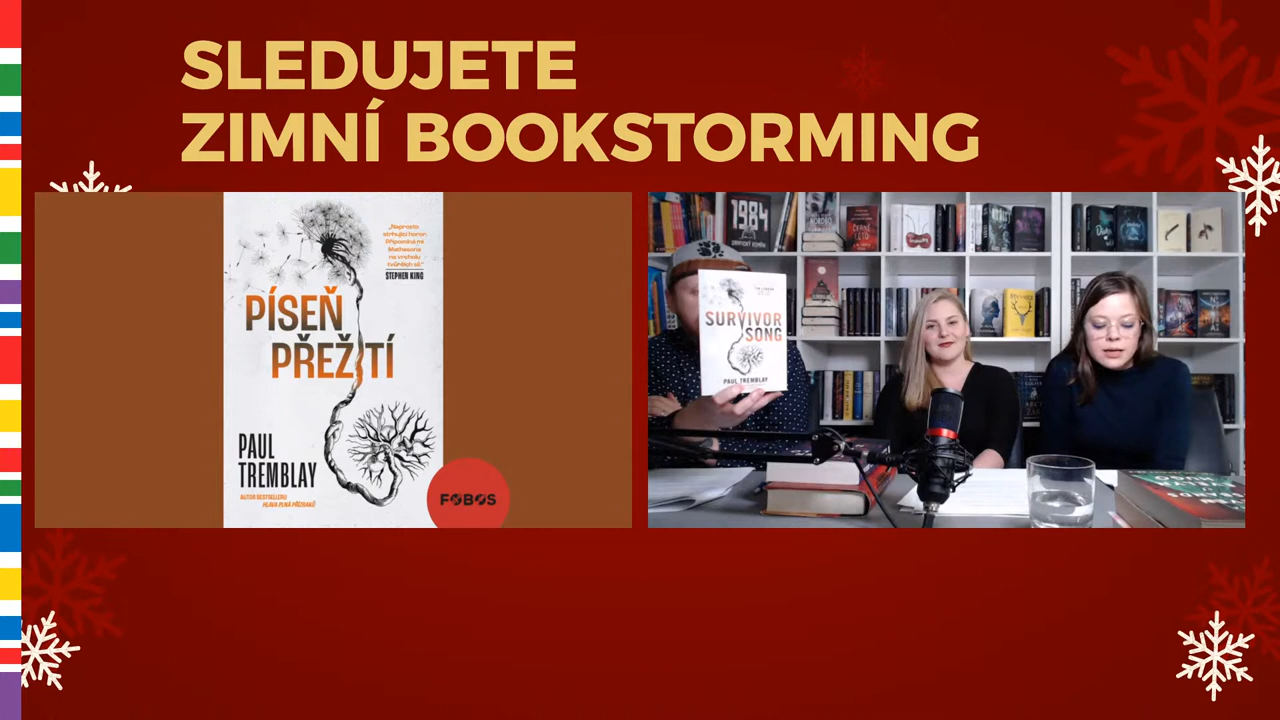 SLEDUJETE
ZIMNÍ BOOKSTORMING
„Naprosto
strhující horor.
Připomíná mi
Mathesona
na vrcholu
tvůrčích sil.“
STEPHEN KING
PÍSEŇ
PŘEŽITÍ
PAUL
TREMBLAY
AUTOR BESTSELLERU
HLAVA PLNÁ PŘÍZRAKŮ
FOBOS
1984
SURVIVOR
SONG
PAUL TREMBLAY